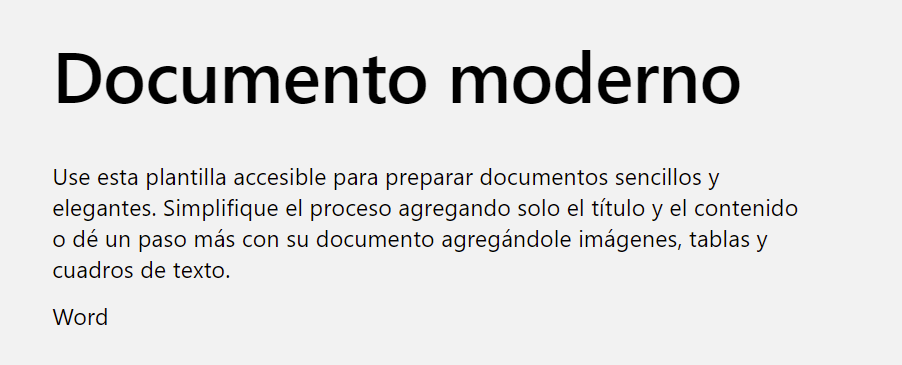 Documento moderno
Use esta plantilla accesible para preparar documentos sencillos y
elegantes. Simplifique el proceso agregando solo el título y el contenido
o dé un paso más con su documento agregándole imágenes, tablas y
cuadros de texto.
Word